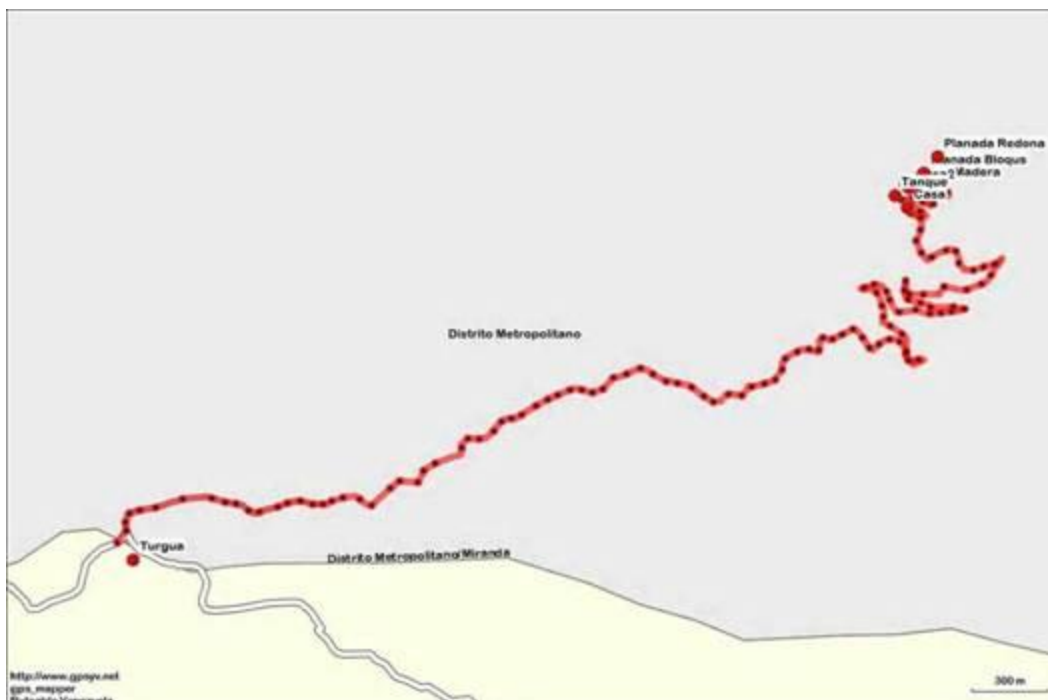 Planada Redona
anada Bloqus
Madera
Tanque
Casa
Distrito Metropolitano
Turgua
Distrito Metropolitano/Miranda
http://www.gpsyv.net
gps_mapper
300 m